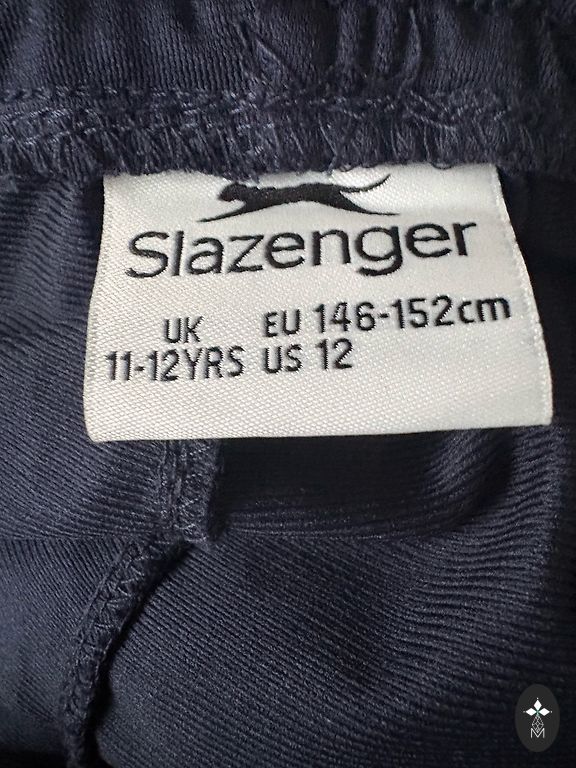 Slazenger
UK EU 146-152cm
11-12YRS US 12